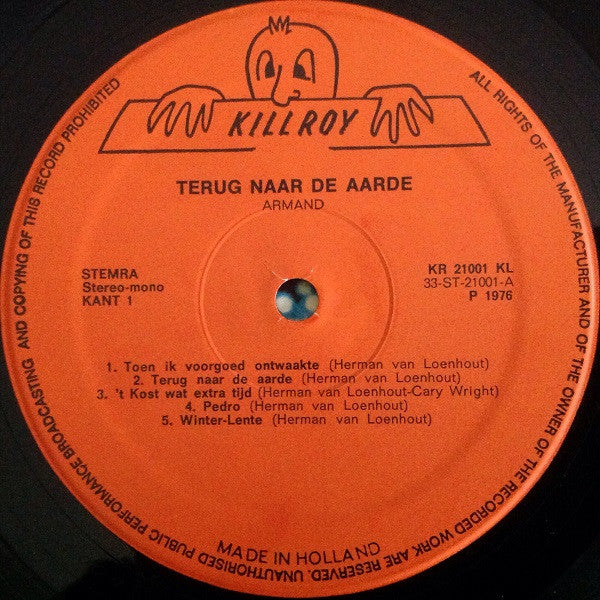 KILLROY
TERUG NAAR DE AARDE
ARMAND
STEMRA
Stereo-mono
KANT 1
KR 21001 KL
33-ST-21001-A
P 1976
1. Toen ik voorgoed ontwaakte (Herman van Loenhout)
2. Terug naar de aarde (Herman van Loenhout)
3. 't Kost wat extra tijd (Herman van Loenhout-Cary Wright)
4. Pedro (Herman van Loenhout)
5. Winter-Lente (Herman van Loenhout)
MADE IN HOLLAND
ALL RIGHTS OF THE MANUFACTURER AND OF THE OWNER OF THE RECORDED WORK ARE RESERVED. UNAUTHORISED PUBLIC PERFORMANCE BROADCASTING AND COPYING OF THIS RECORD PROHIBITED